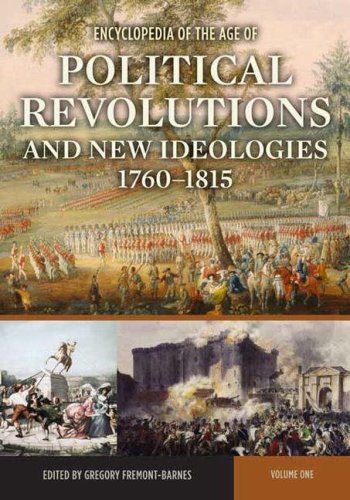 ENCYCLOPEDIA OF THE AGE OF
POLITICAL
REVOLUTIONS
AND NEW IDEOLOGIES
1760–1815
EDITED BY GREGORY FREMONT-BARNES
VOLUME ONE